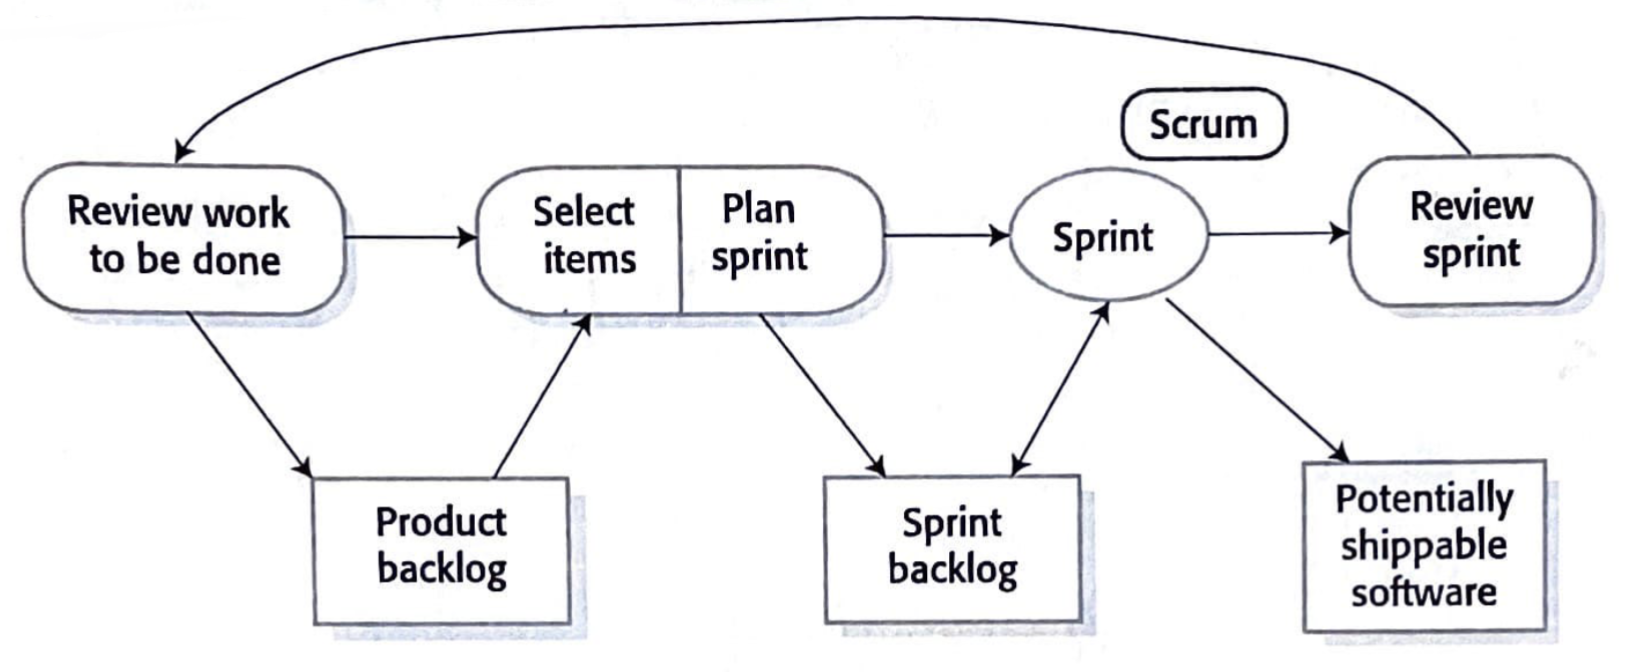 Scrum
Review work
to be done
Select
items
Plan
sprint
Sprint
Review
sprint
Product
backlog
Sprint
backlog
Potentially
shippable
software